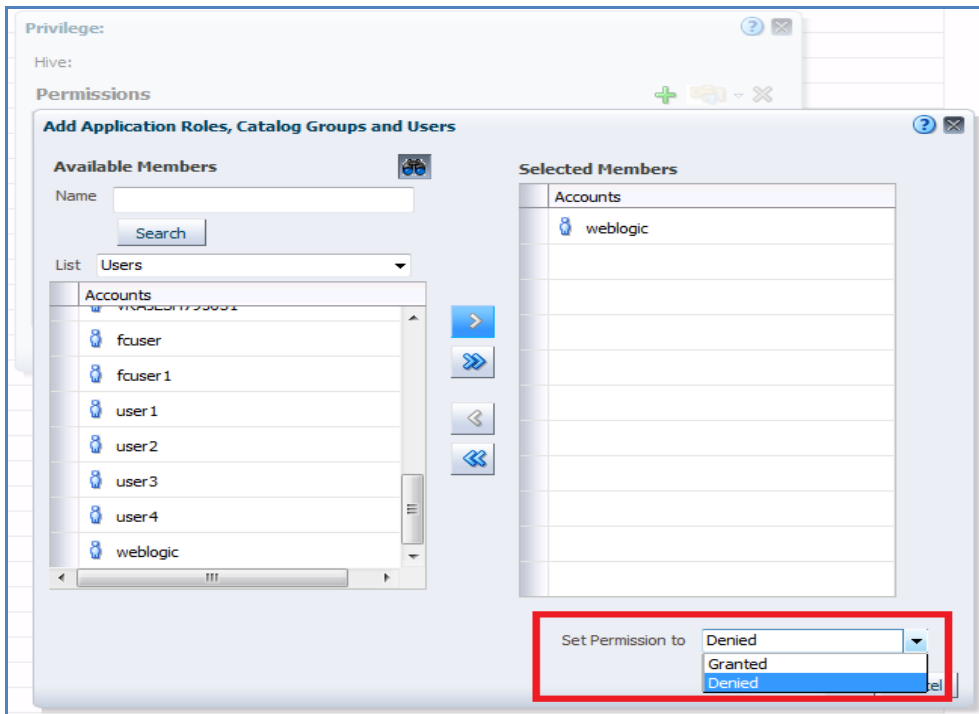 Privilege:
Hive:
Permissions
Add Application Roles, Catalog Groups and Users
Available Members
Name
Search
List Users
Accounts
fcuser
fcuser1
user1
user2
user3
user4
weblogic
Selected Members
Accounts
weblogic
Set Permission to Denied
Granted
Denied